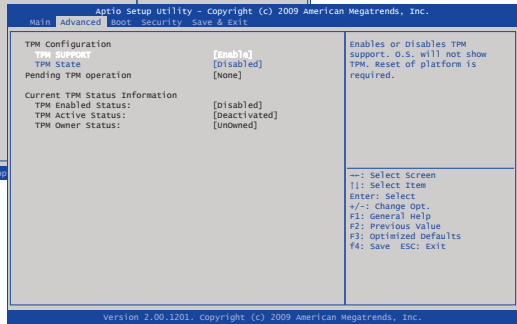 Aptio Setup Utility – Copyright (c) 2009 American Megatrends, Inc.
Main Advanced Boot Security Save & Exit
TPM Configuration
TPM SUPPORT [Enable]
TPM State [Disabled]
Pending TPM operation [None]
Current TPM Status Information
TPM Enabled Status: [Disabled]
TPM Active Status: [Deactivated]
TPM Owner Status: [UnOwned]
Enables or Disables TPM
support. O.S. will not show
TPM. Reset of platform is
required.
→←: Select Screen
↑↓: Select Item
Enter: Select
+/-: Change Opt.
F1: General Help
F2: Previous Value
F3: Optimized Defaults
f4: Save ESC: Exit
Version 2.00.1201. Copyright (c) 2009 American Megatrends, Inc.